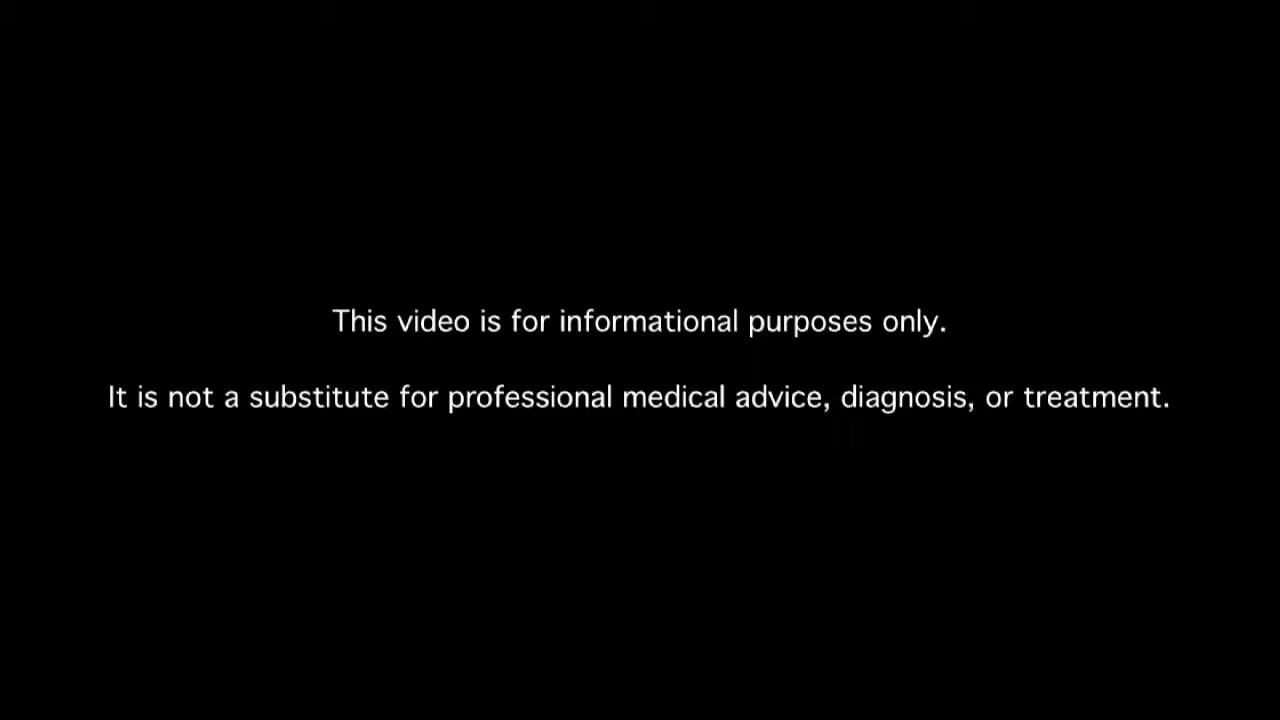 This video is for informational purposes only.
It is not a substitute for professional medical advice, diagnosis, or treatment.